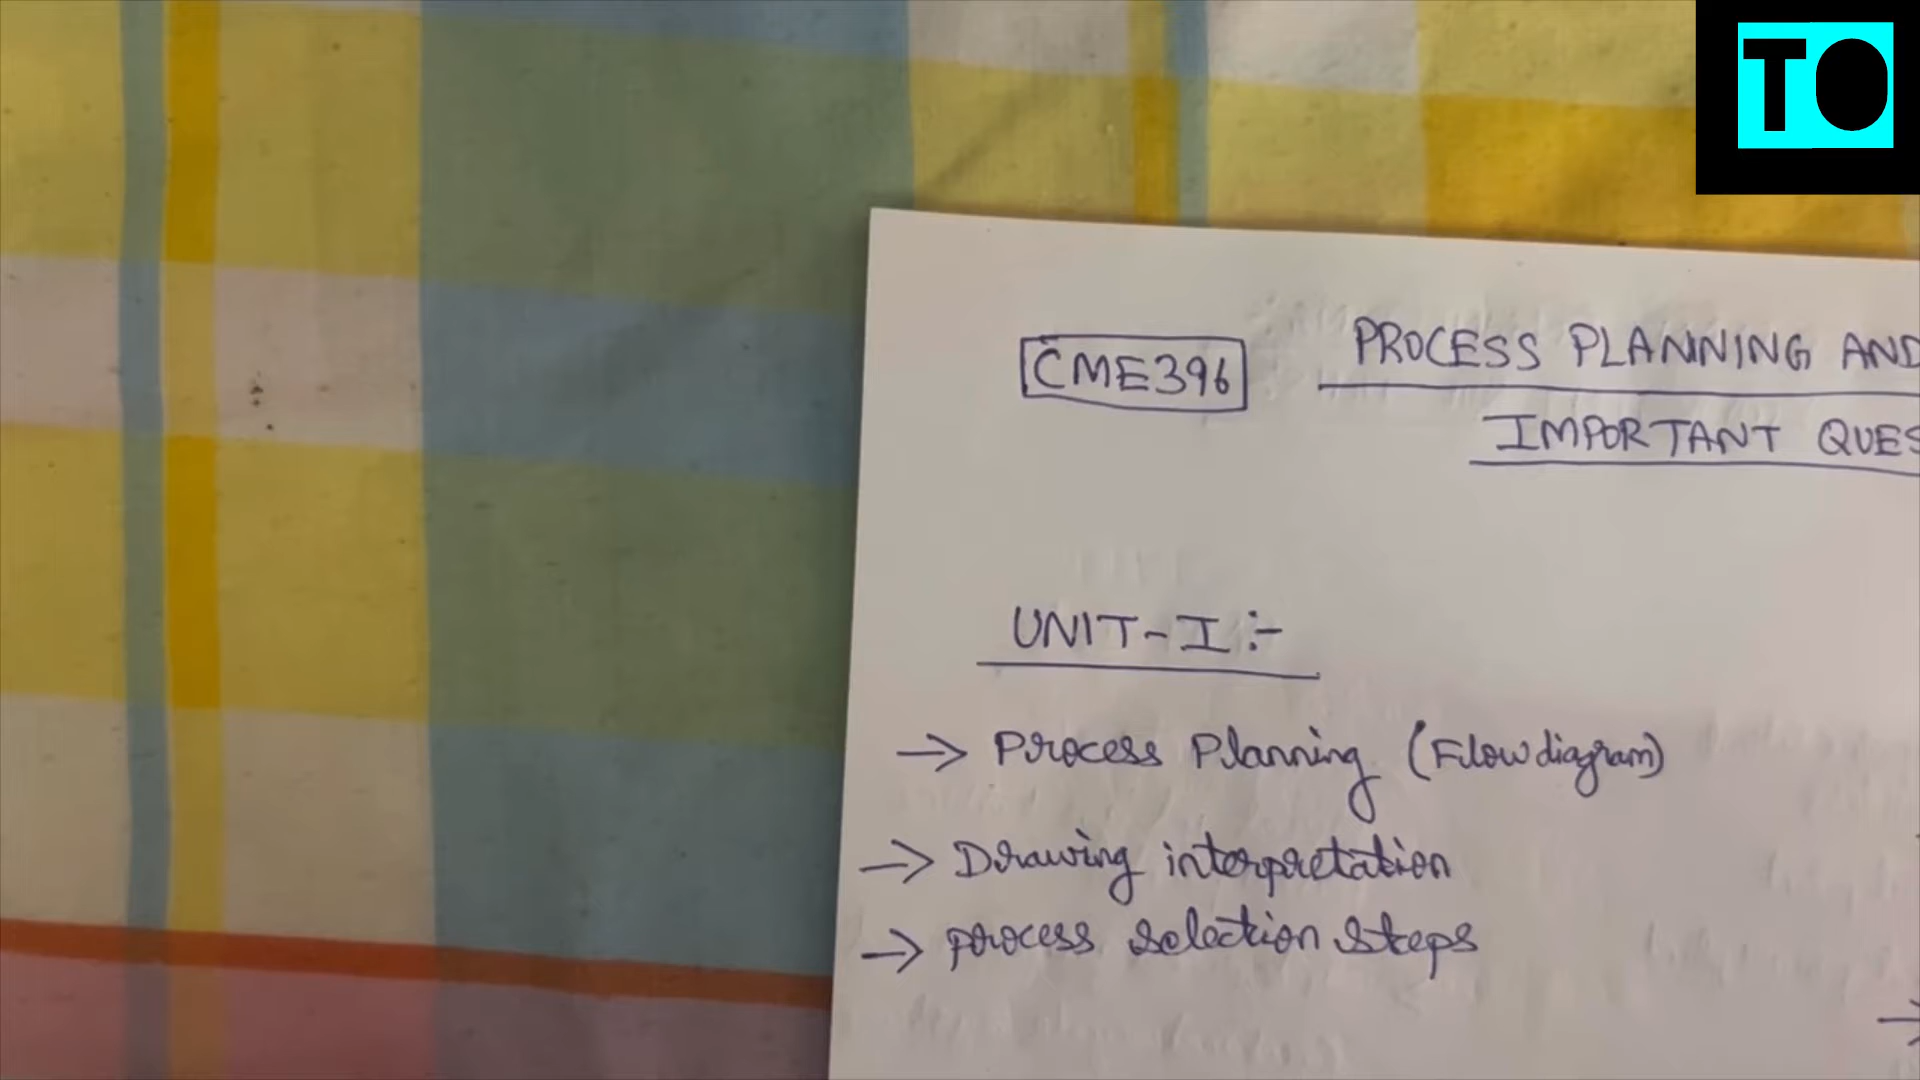 TO
CME396
PROCESS PLANNING AND
IMPORTANT QUES
UNIT-I :-
→ Process Planning (Flow diagram)
→ Drawing interpretation
→ process selection steps
→